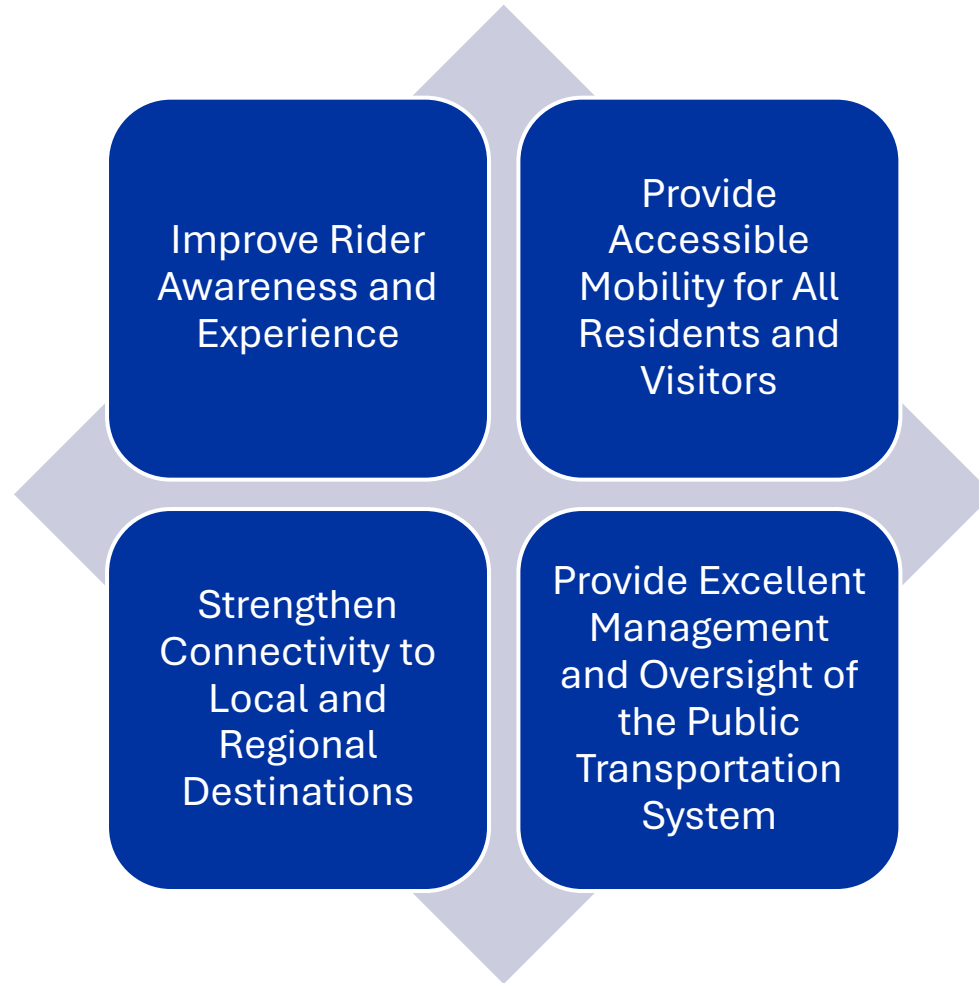 Improve Rider
Awareness and
Experience
Provide
Accessible
Mobility for All
Residents and
Visitors
Strengthen
Connectivity to
Local and
Regional
Destinations
Provide Excellent
Management
and Oversight of
the Public
Transportation
System